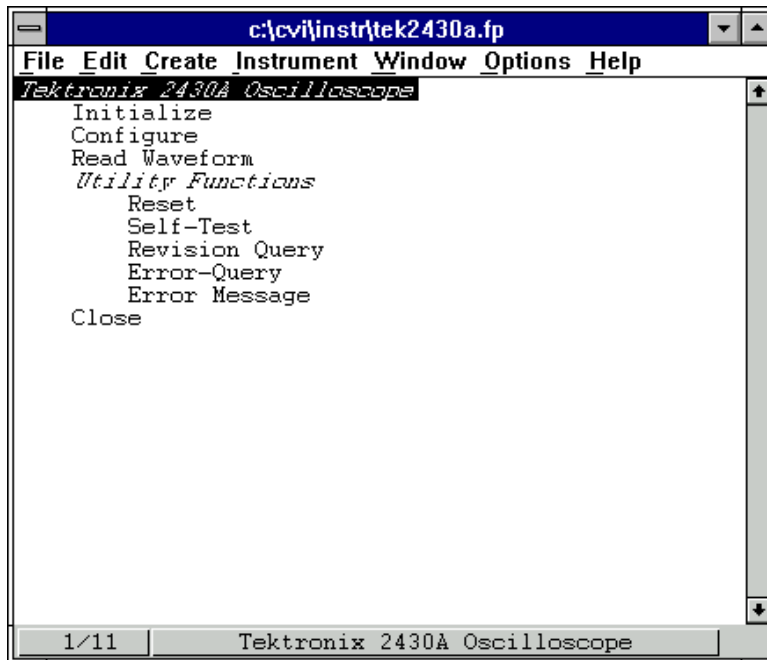 c:\cvi\instr\tek2430a.fp
File Edit Create Instrument Window Options Help
Tektronix 2430A Oscilloscope
Initialize
Configure
Read Waveform
Utility Functions
Reset
Self-Test
Revision Query
Error-Query
Error Message
Close
1/11 Tektronix 2430A Oscilloscope